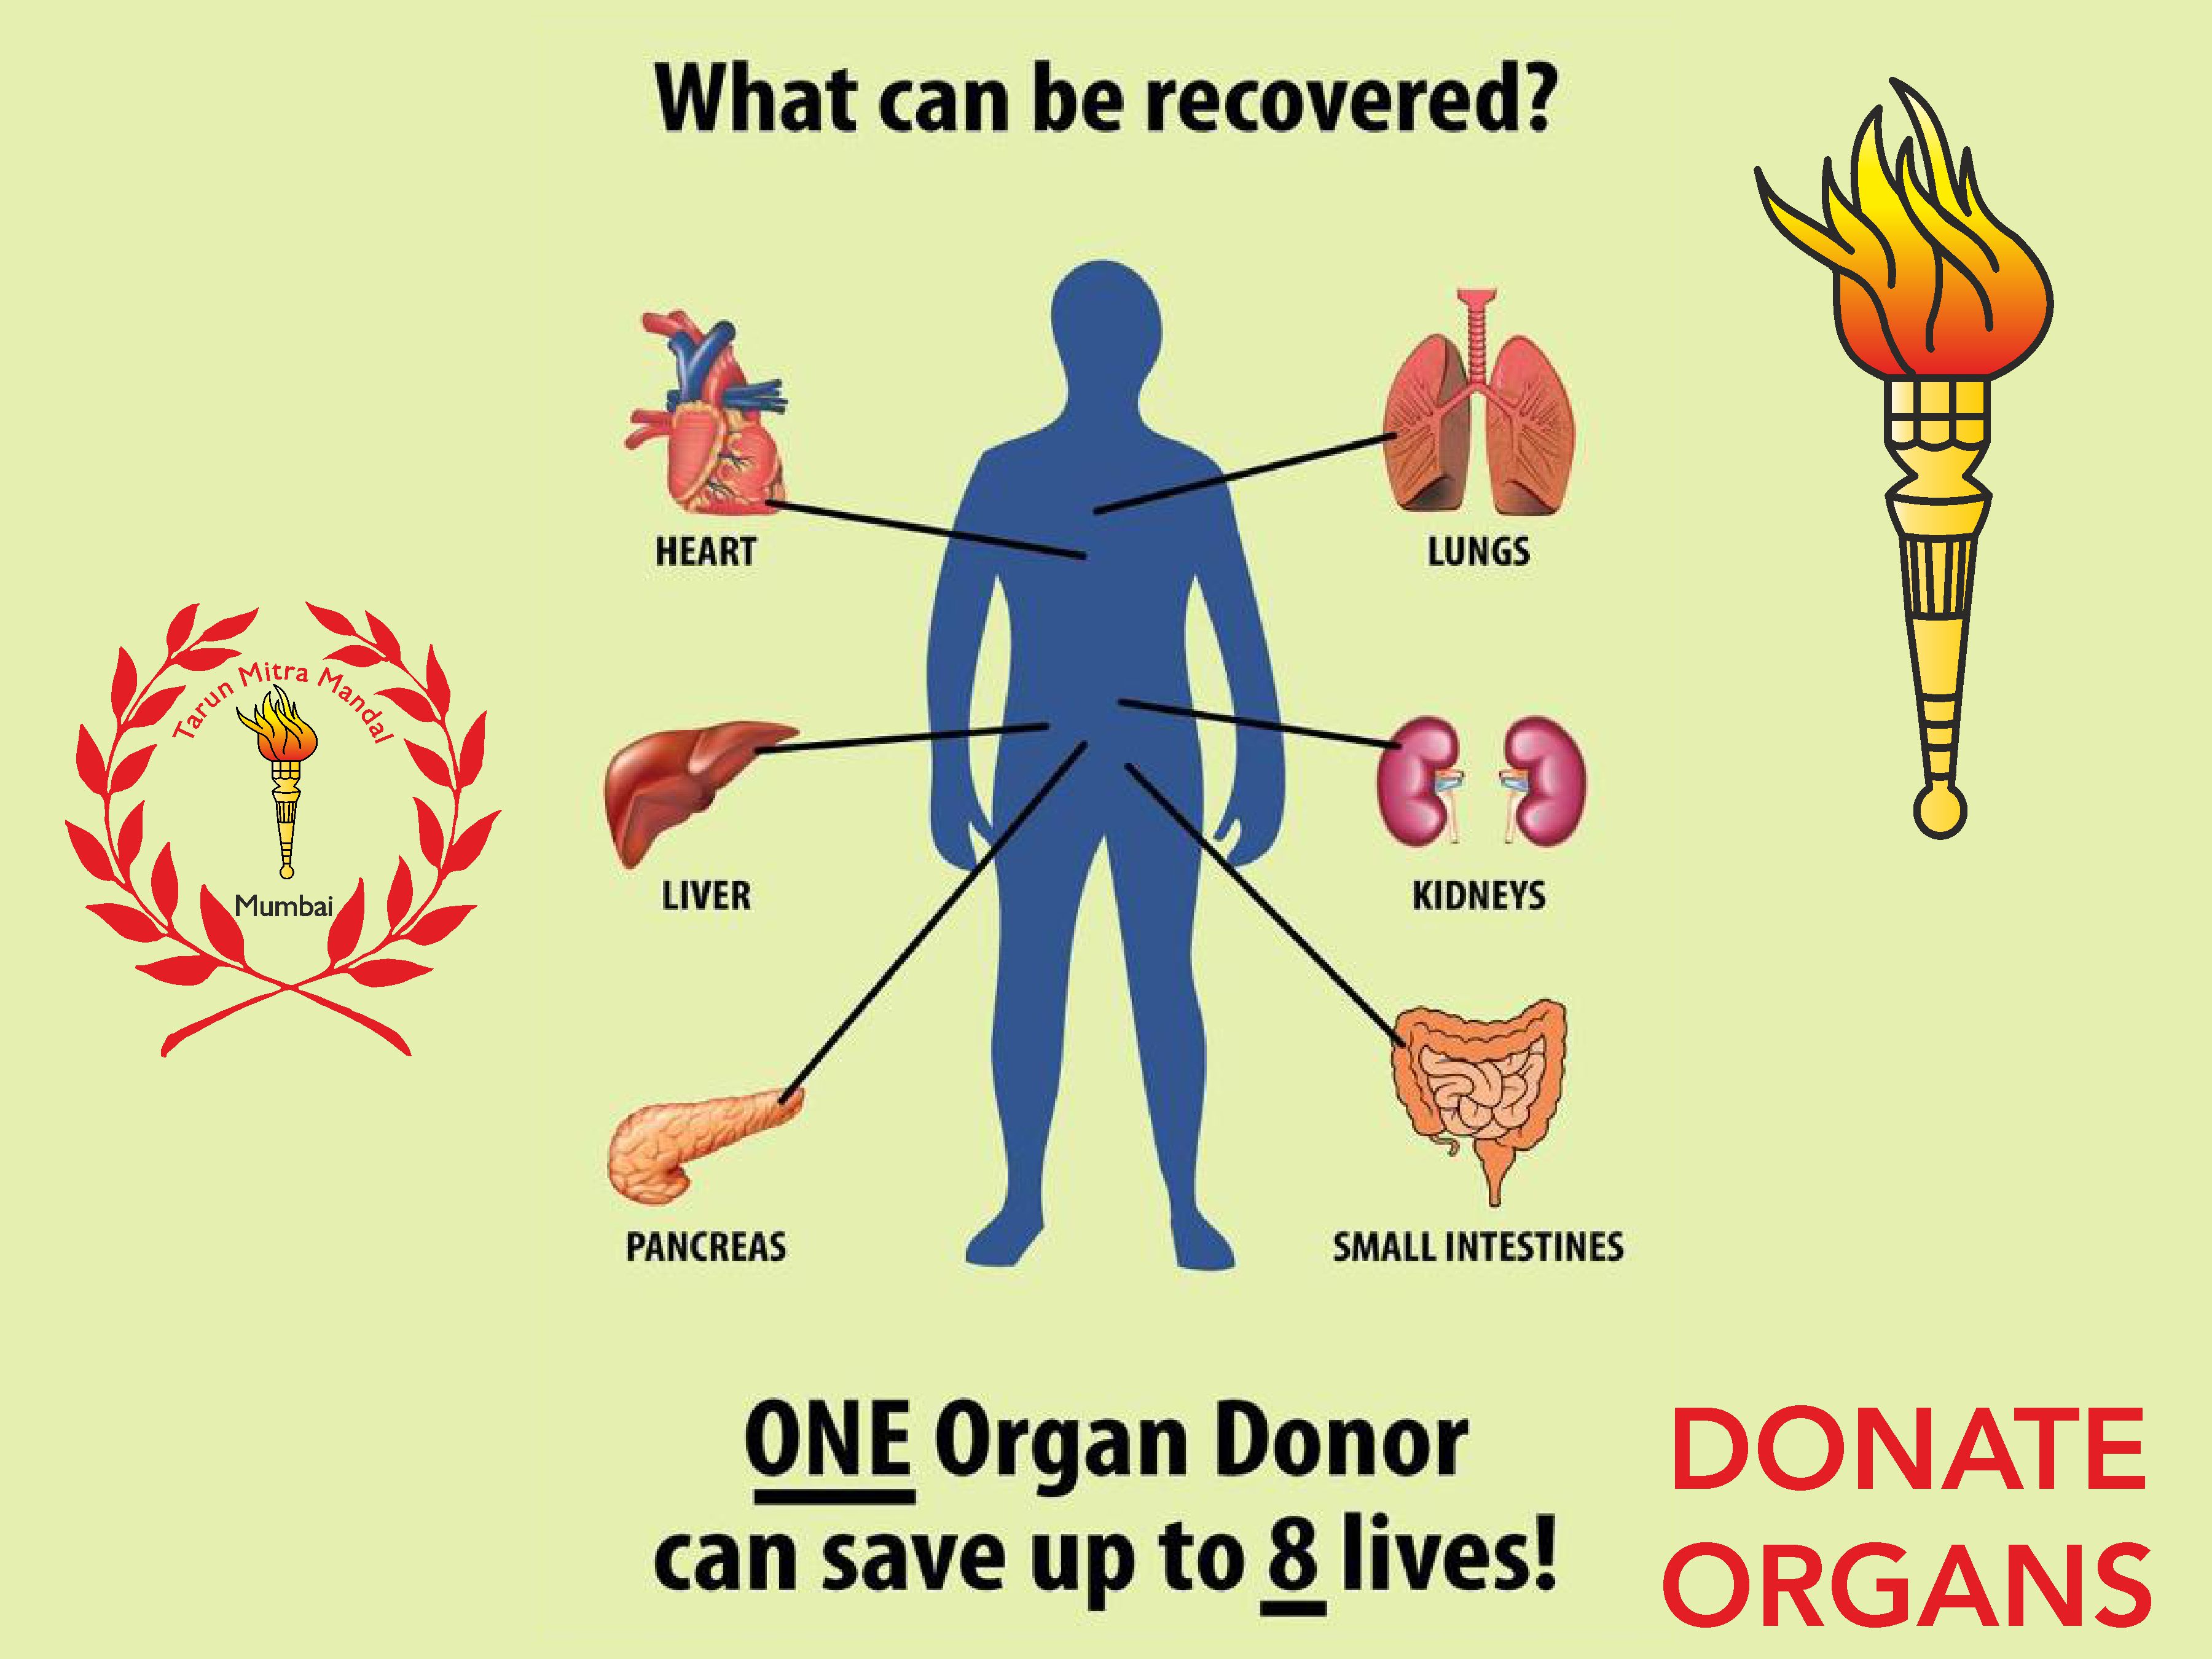 What can be recovered?
HEART
LUNGS
Tarun Mitra Mandal
Mumbai
LIVER
KIDNEYS
PANCREAS
SMALL INTESTINES
ONE Organ Donor
can save up to 8 lives!
DONATE
ORGANS